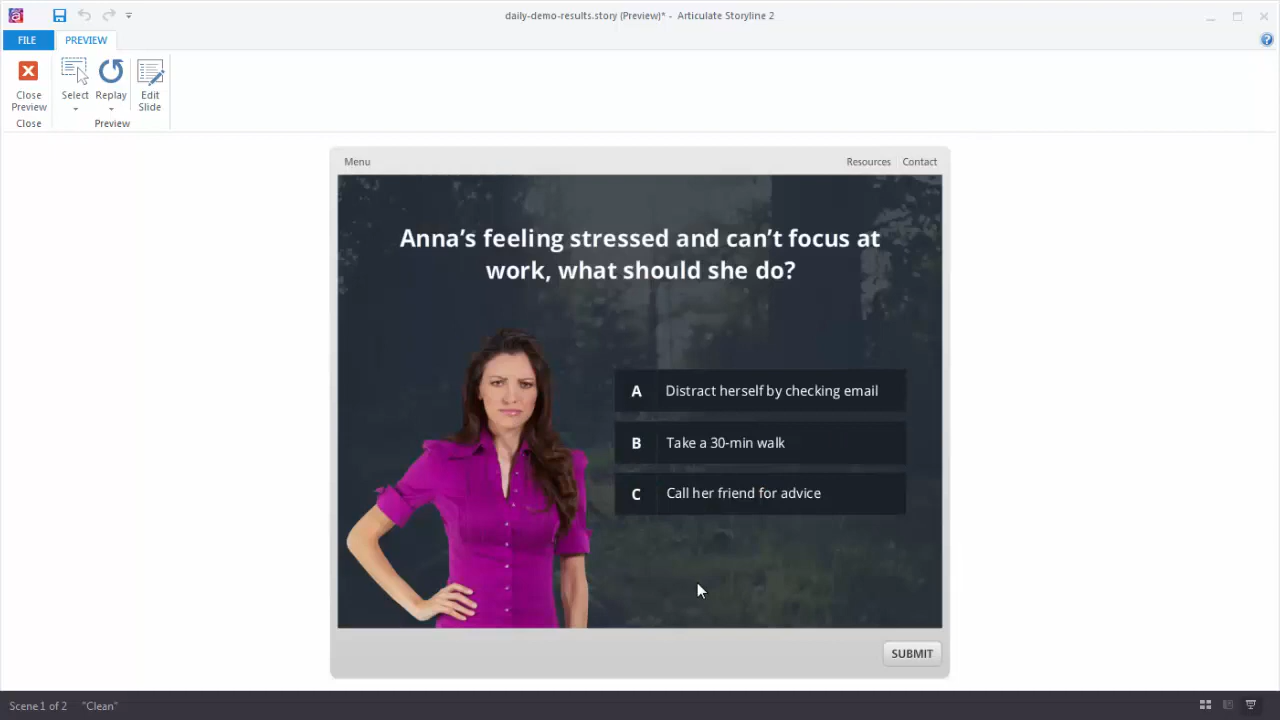 daily-demo-results.story (Preview)* - Articulate Storyline 2
FILE
PREVIEW
Close Preview
Select
Replay
Edit Slide
Close
Preview
Menu
Resources
Contact
Anna’s feeling stressed and can’t focus at
work, what should she do?
A Distract herself by checking email
B Take a 30-min walk
C Call her friend for advice
SUBMIT
Scene 1 of 2
"Clean"